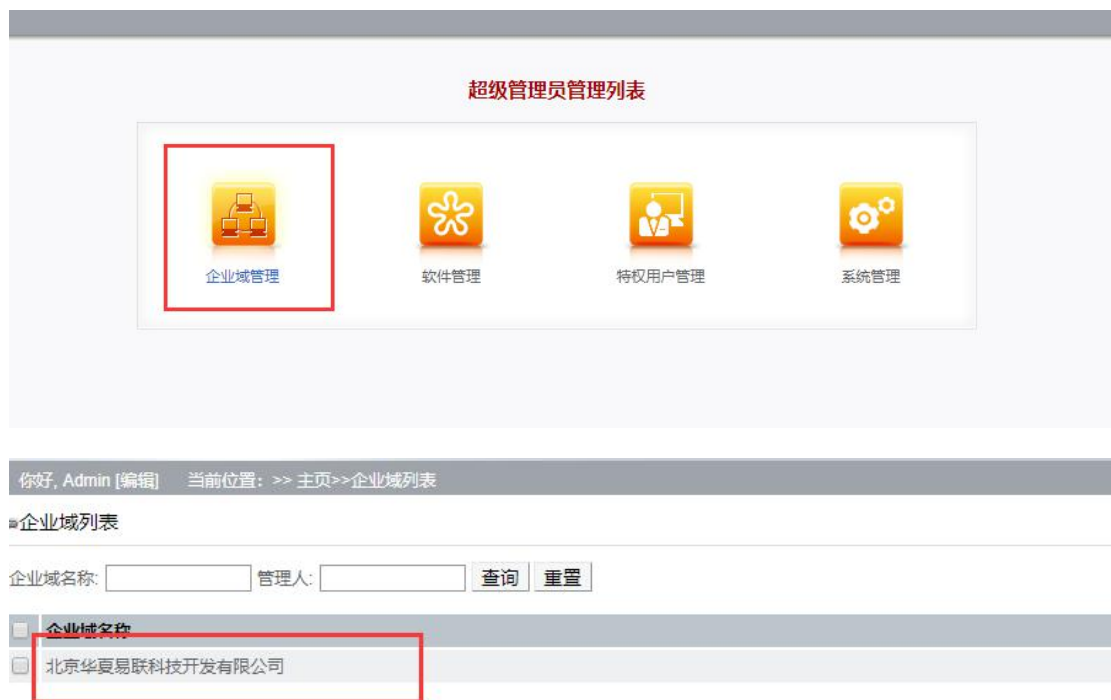 超级管理员管理列表
企业域管理 软件管理 特权用户管理 系统管理
你好, Admin [编辑] 当前位置: >> 主页>>企业域列表
企业域列表
企业域名称: 管理人: 查询 重置
企业域名称
北京华夏易联科技开发有限公司